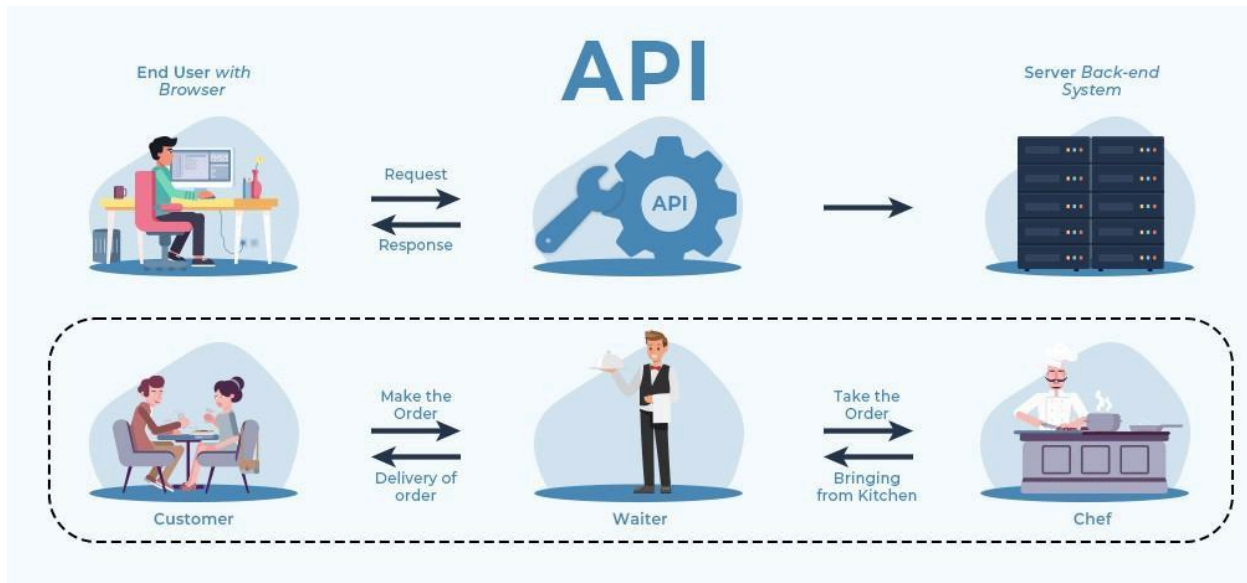 API
End User with
Browser
Server Back-end
System
Request
Response
API
Make the
Order
Delivery of
order
Take the
Order
Bringing
from Kitchen
Customer
Waiter
Chef